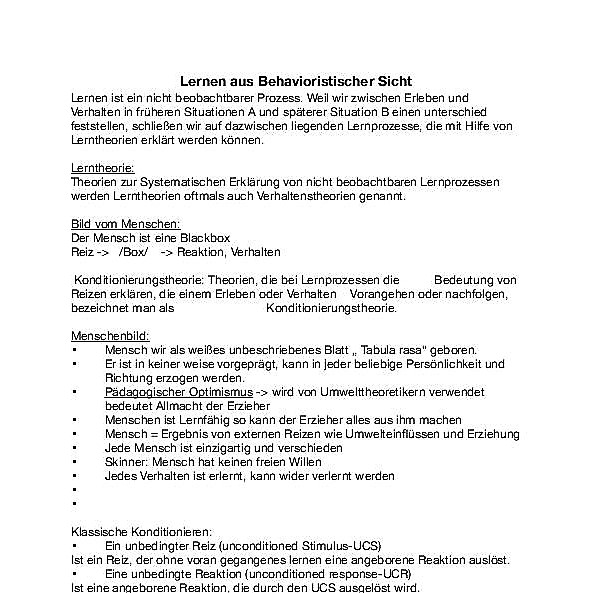 Lernen aus Behavioristischer Sicht
Lernen ist ein nicht beobachtbarer Prozess. Weil wir zwischen Erleben und
Verhalten in früheren Situationen A und späterer Situation B einen unterschied
feststellen, schließen wir auf dazwischen liegenden Lernprozesse, die mit Hilfe von
Lerntheorien erklärt werden können.
Lerntheorie:
Theorien zur Systematischen Erklärung von nicht beobachtbaren Lernprozessen
werden Lerntheorien oftmals auch Verhaltenstheorien genannt.
Bild vom Menschen:
Der Mensch ist eine Blackbox
Reiz -> /Box/ -> Reaktion, Verhalten
Konditionierungstheorie: Theorien, die bei Lernprozessen die Bedeutung von
Reizen erklären, die einem Erleben oder Verhalten Vorangehen oder nachfolgen,
bezeichnet man als Konditionierungstheorie.
Menschenbild:
• Mensch wir als weißes unbeschriebenes Blatt „ Tabula rasa“ geboren.
• Er ist in keiner weise vorgeprägt, kann in jeder beliebige Persönlichkeit und
Richtung erzogen werden.
• Pädagogischer Optimismus -> wird von Umwelttheoretikern verwendet
bedeutet Allmacht der Erzieher
• Menschen ist Lernfähig so kann der Erzieher alles aus ihm machen
• Mensch = Ergebnis von externen Reizen wie Umwelteinflüssen und Erziehung
• Jede Mensch ist einzigartig und verschieden
• Skinner: Mensch hat keinen freien Willen
• Jedes Verhalten ist erlernt, kann wider verlernt werden
•
•
Klassische Konditionieren:
• Ein unbedingter Reiz (unconditioned Stimulus-UCS)
Ist ein Reiz, der ohne voran gegangenes lernen eine angeborene Reaktion auslöst.
• Eine unbedingte Reaktion (unconditioned response-UCR)
Ist eine angeborene Reaktion, die durch den UCS ausgelöst wird.